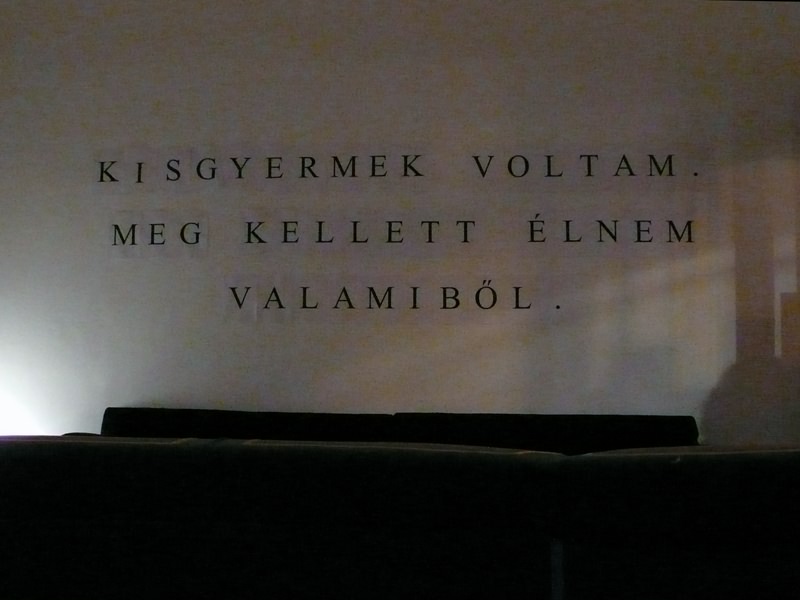 KISGYERMEK VOLTAM.
MEG KELLETT ÉLNEM
VALAMIBŐL.